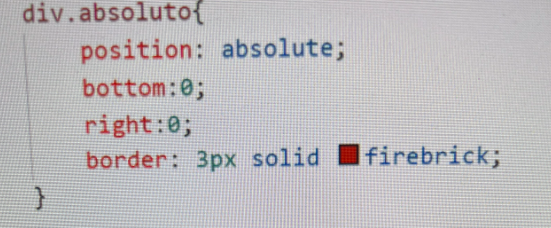 div.absoluto{
position: absolute;
bottom:0;
right:0;
border: 3px solid firebrick;
}